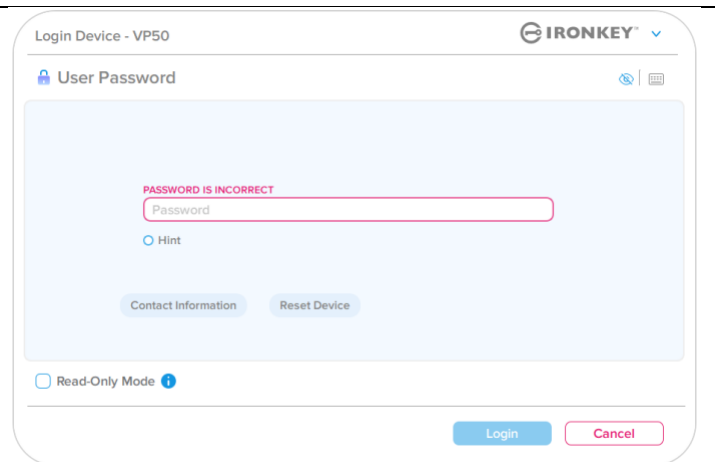 Login Device - VP50
IRONKEY™
User Password
PASSWORD IS INCORRECT
Password
Hint
Contact Information Reset Device
Read-Only Mode
Login Cancel